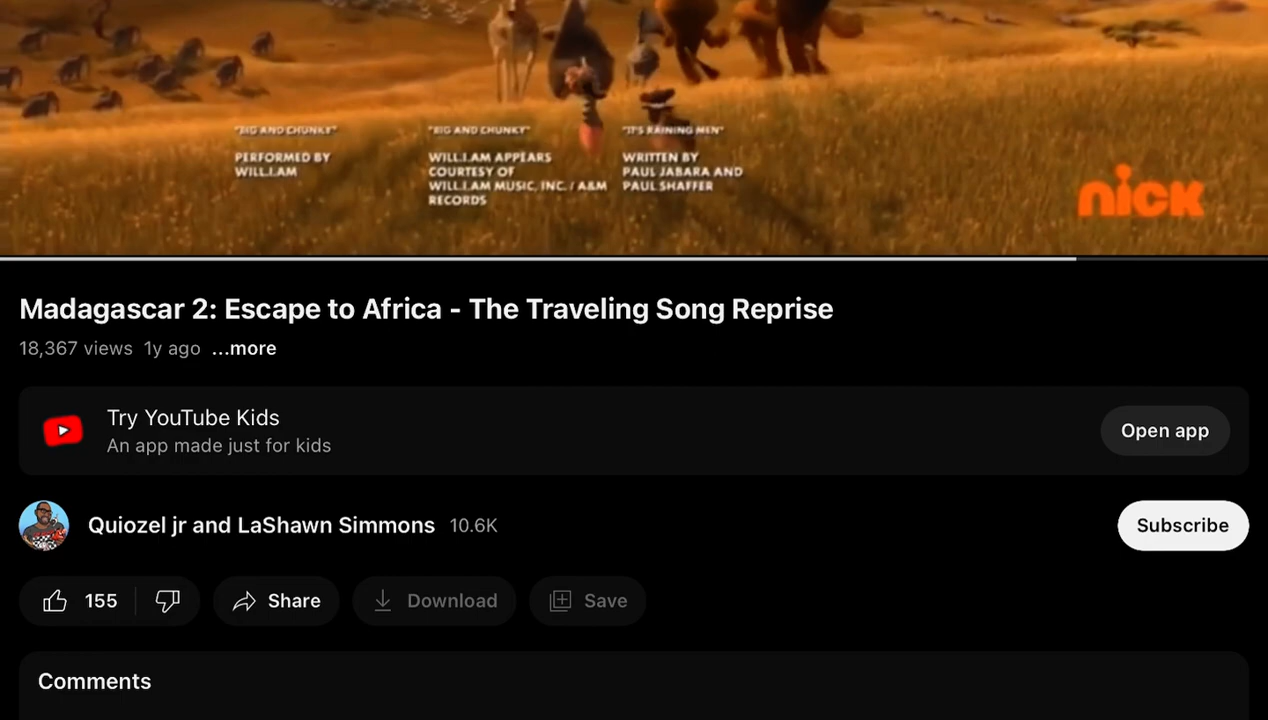 "BIG AND CHUNKY" "BIG AND CHUNKY" "IT'S RAINING MEN"
PERFORMED BY WILL.I.AM APPEARS WRITTEN BY
WILL.I.AM COURTESY OF PAUL JABARA AND
WILL.I.AM MUSIC, INC. / A&M PAUL SHAFFER
RECORDS
nick
Madagascar 2: Escape to Africa - The Traveling Song Reprise
18,367 views 1y ago ...more
Try YouTube Kids
An app made just for kids
Open app
Quiozel jr and LaShawn Simmons 10.6K
Subscribe
155 Share Download Save
Comments